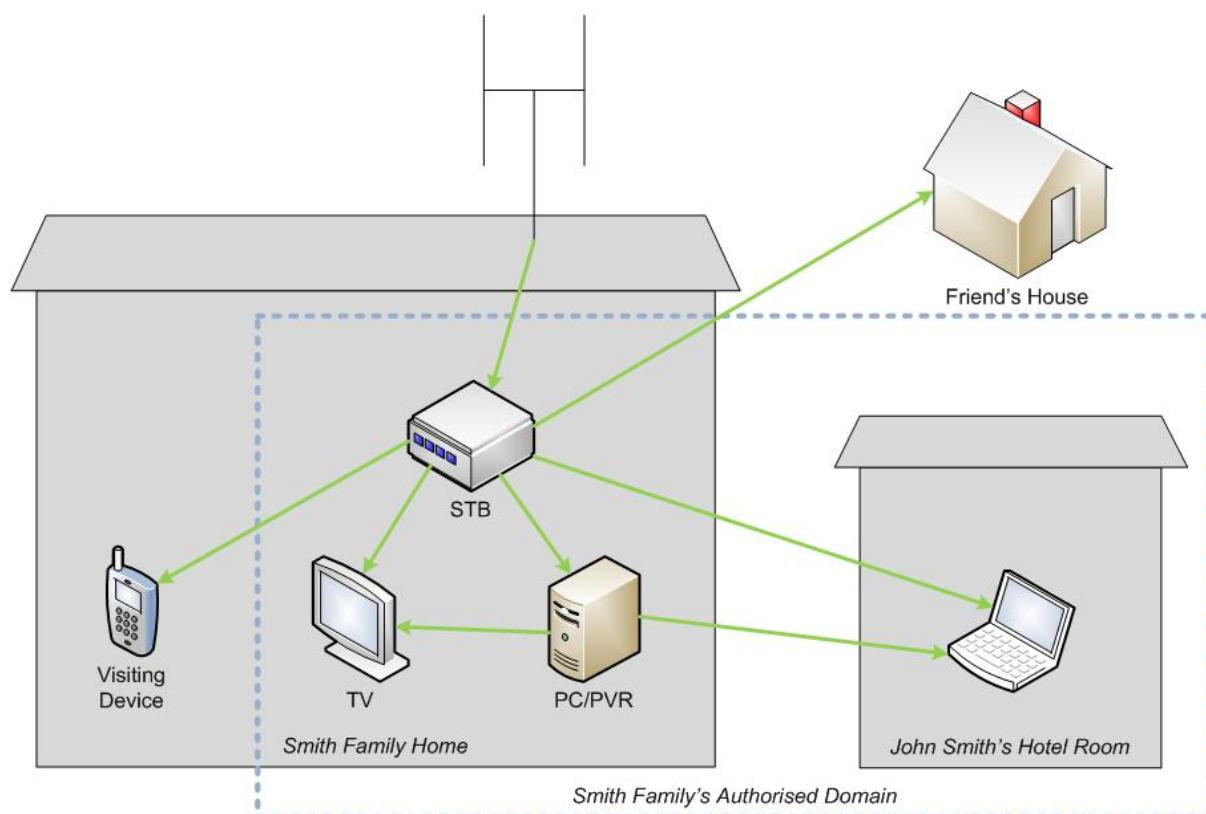 Friend's House
STB
Visiting
Device
TV
PC/PVR
Smith Family Home
John Smith's Hotel Room
Smith Family's Authorised Domain